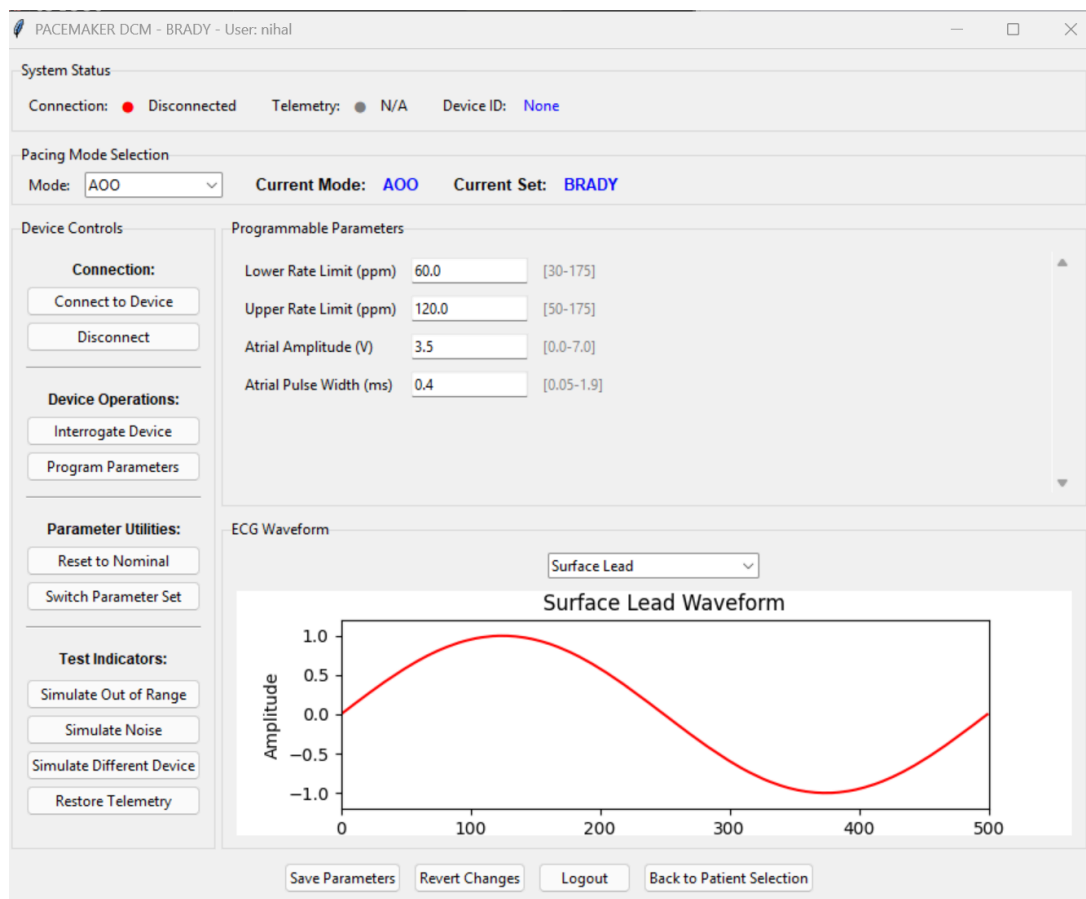 PACEMAKER DCM - BRADY - User: nihal
System Status
Connection: Disconnected Telemetry: N/A Device ID: None
Pacing Mode Selection
Mode: AOO Current Mode: AOO Current Set: BRADY
Device Controls
Connection:
Connect to Device
Disconnect
Device Operations:
Interrogate Device
Program Parameters
Parameter Utilities:
Reset to Nominal
Switch Parameter Set
Test Indicators:
Simulate Out of Range
Simulate Noise
Simulate Different Device
Restore Telemetry
Programmable Parameters
Lower Rate Limit (ppm) 60.0 [30-175]
Upper Rate Limit (ppm) 120.0 [50-175]
Atrial Amplitude (V) 3.5 [0.0-7.0]
Atrial Pulse Width (ms) 0.4 [0.05-1.9]
ECG Waveform
Surface Lead
Surface Lead Waveform
Amplitude
1.0
0.5
0.0
−0.5
−1.0
0 100 200 300 400 500
Save Parameters Revert Changes Logout Back to Patient Selection